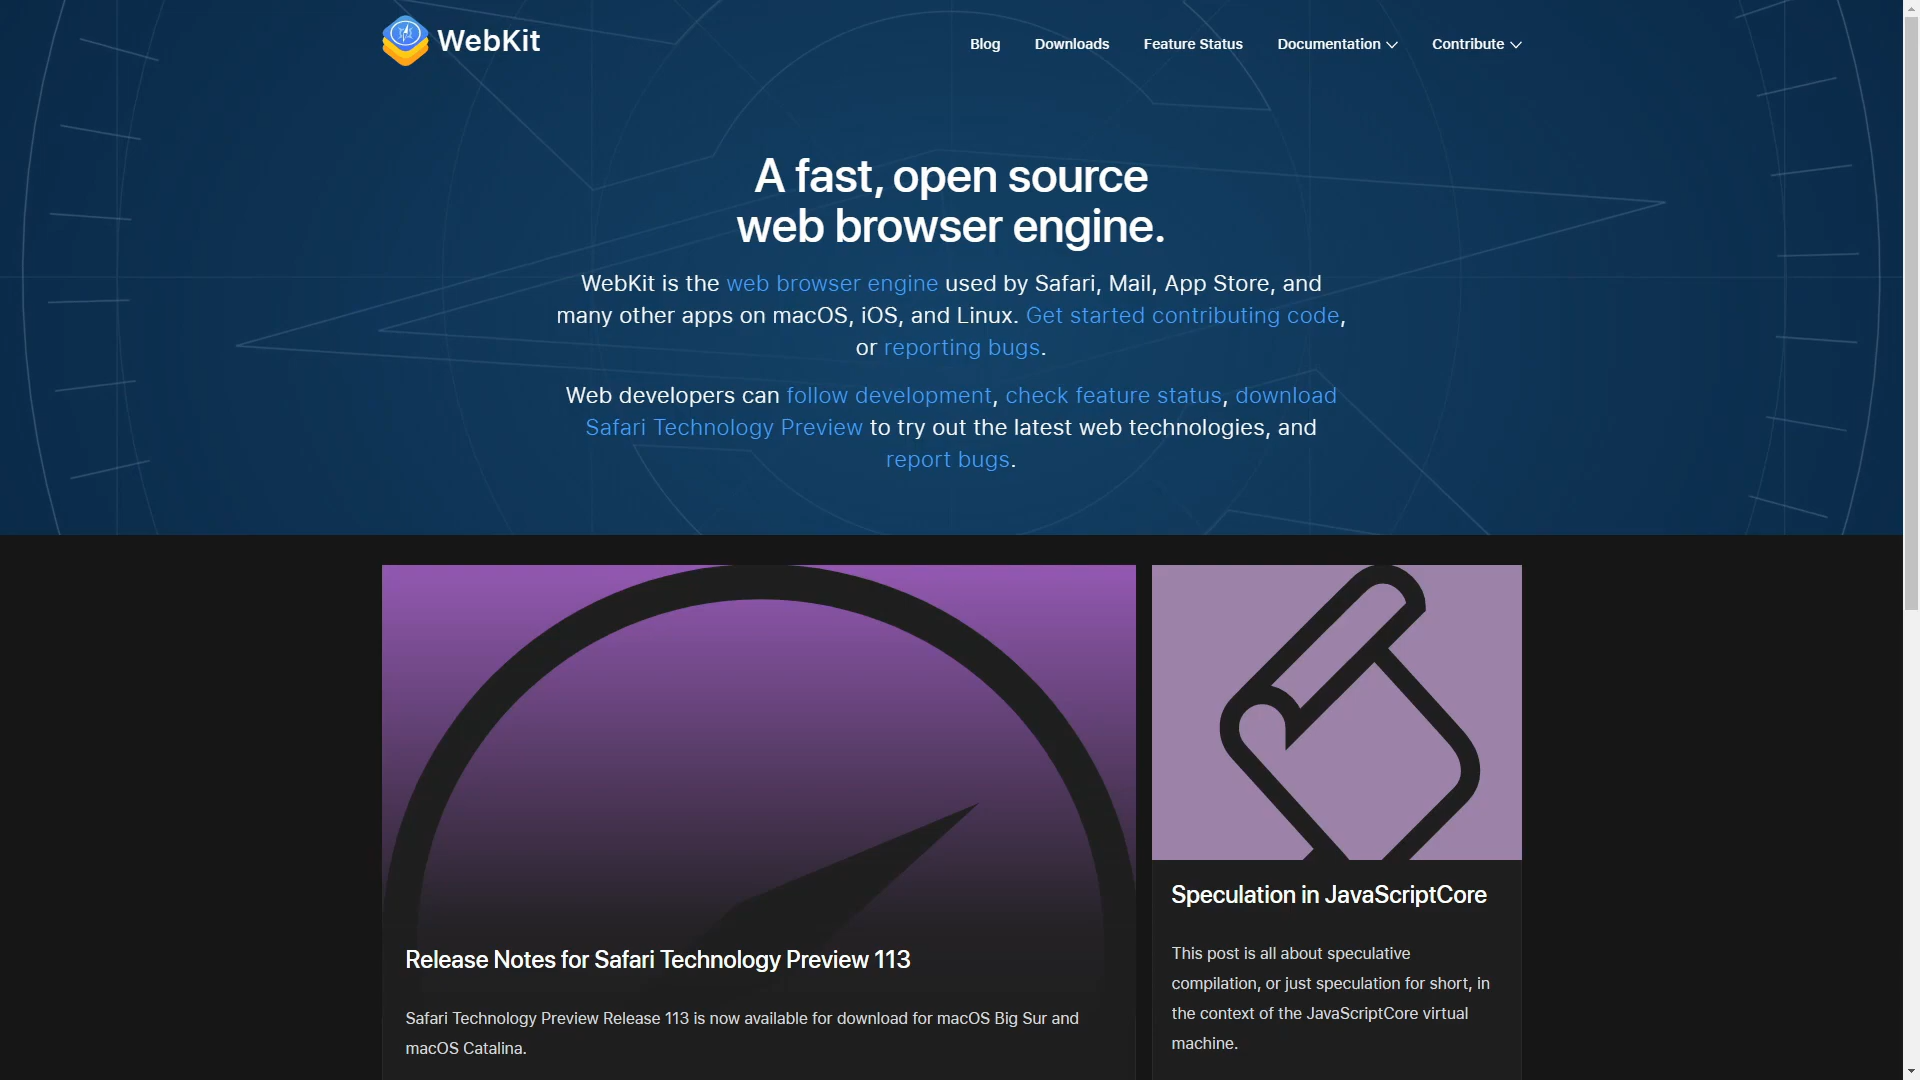 WebKit
Blog
Downloads
Feature Status
Documentation
Contribute
A fast, open source
web browser engine.
WebKit is the web browser engine used by Safari, Mail, App Store, and
many other apps on macOS, iOS, and Linux. Get started contributing code,
or reporting bugs.
Web developers can follow development, check feature status, download
Safari Technology Preview to try out the latest web technologies, and
report bugs.
Release Notes for Safari Technology Preview 113
Safari Technology Preview Release 113 is now available for download for macOS Big Sur and
macOS Catalina.
Speculation in JavaScriptCore
This post is all about speculative
compilation, or just speculation for short, in
the context of the JavaScriptCore virtual
machine.